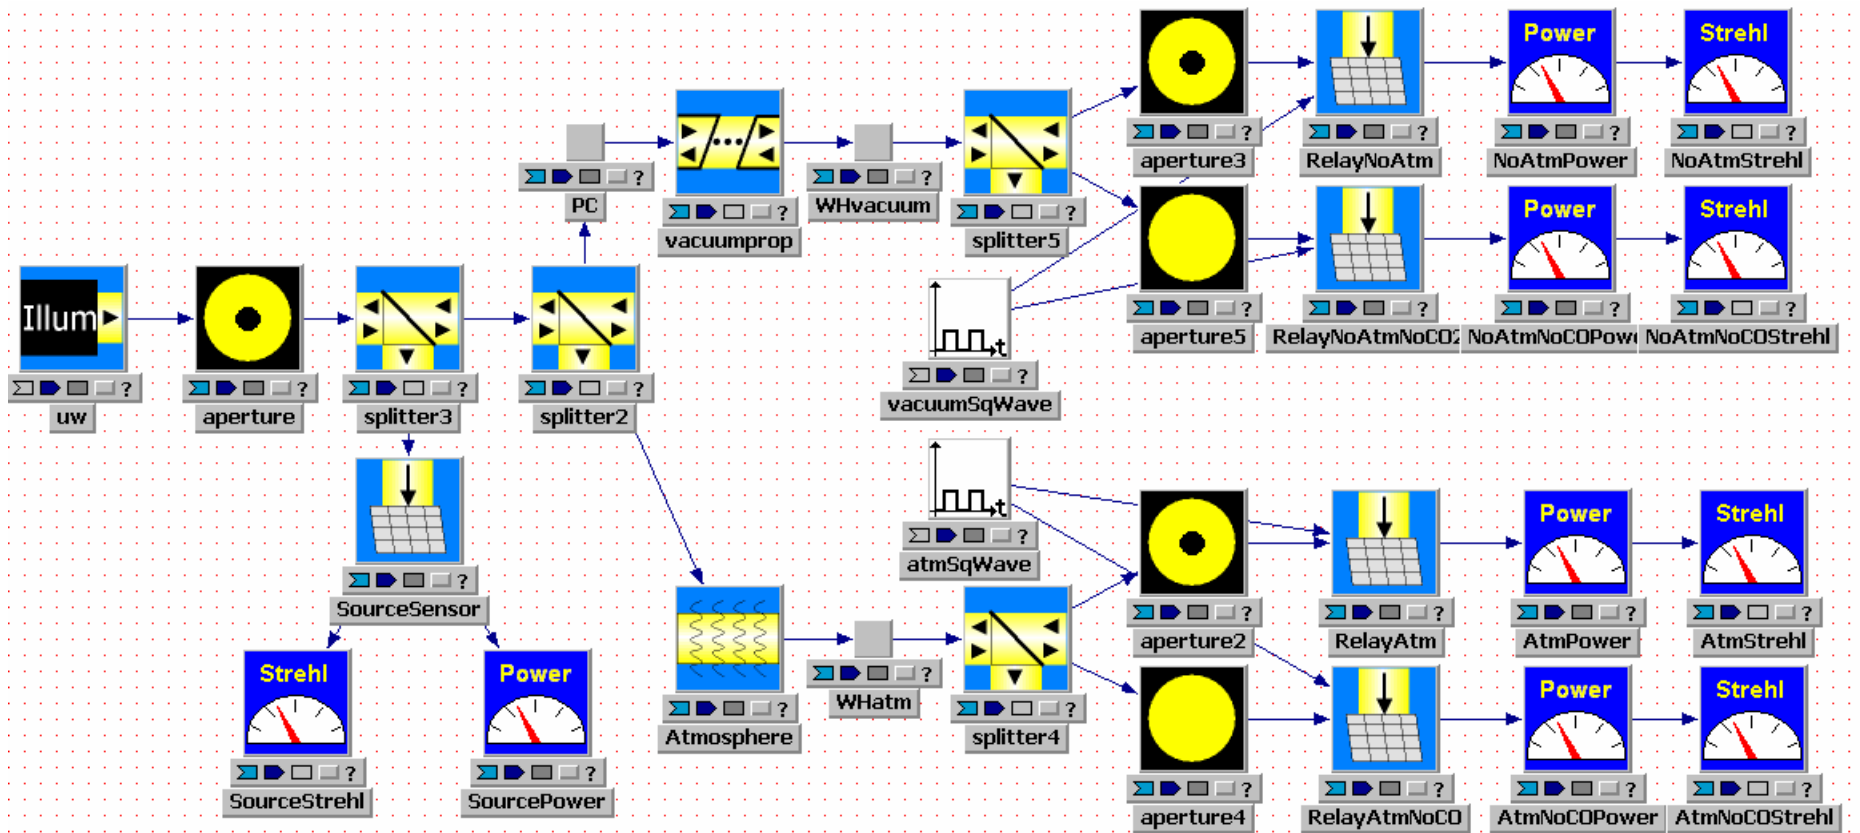 Power
Strehl
aperture3
RelayNoAtm
NoAtmPower
NoAtmStrehl
PC
vacuumprop
WHvacuum
splitter5
Power
Strehl
aperture5
RelayNoAtmNoCO2
NoAtmNoCOPowe
NoAtmNoCOStrehl
Illum
uw
aperture
splitter3
splitter2
t
vacuumSqWave
t
atmSqWave
SourceSensor
Strehl
SourceStrehl
Power
SourcePower
Atmosphere
WHatm
splitter4
Power
Strehl
aperture2
RelayAtm
AtmPower
AtmStrehl
Power
Strehl
aperture4
RelayAtmNoCO
AtmNoCOPower
AtmNoCOStrehl